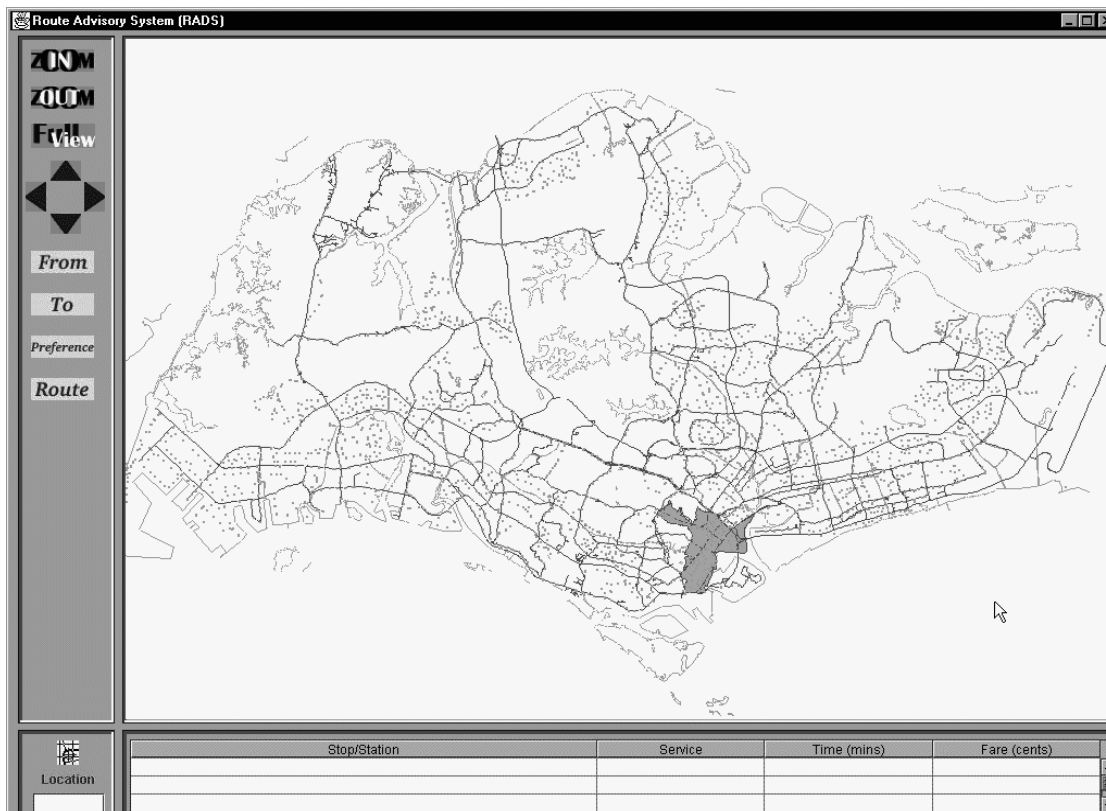 Route Advisory System (RADS)
ZOOM IN
ZOOM OUT
Full View
From
To
Preference
Route
Location
Stop/Station Service Time (mins) Fare (cents)